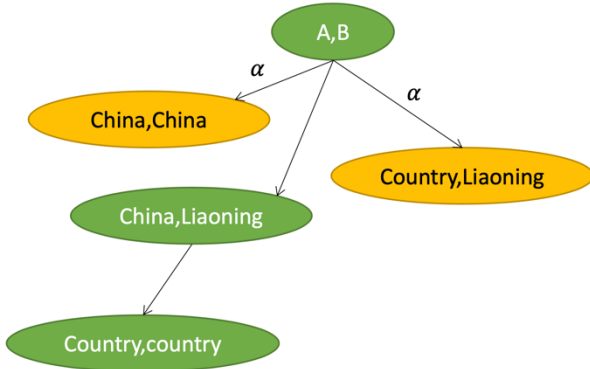 A,B
α
α
China,China
Country,Liaoning
China,Liaoning
Country,country